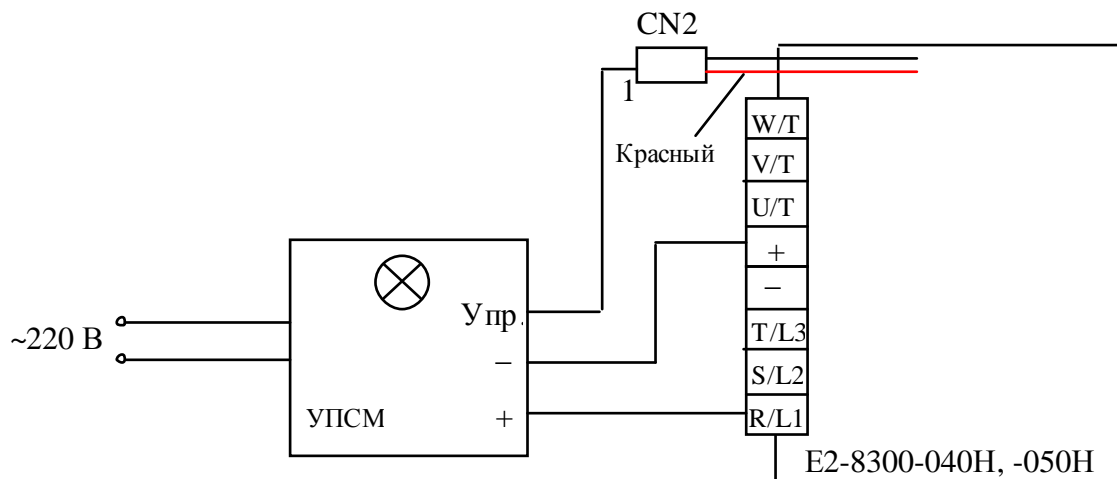 CN2
1
Красный
W/T
V/T
U/T
+
−
T/L3
S/L2
R/L1
~220 В
Упр.
−
+
УПСМ
E2-8300-040H, -050H